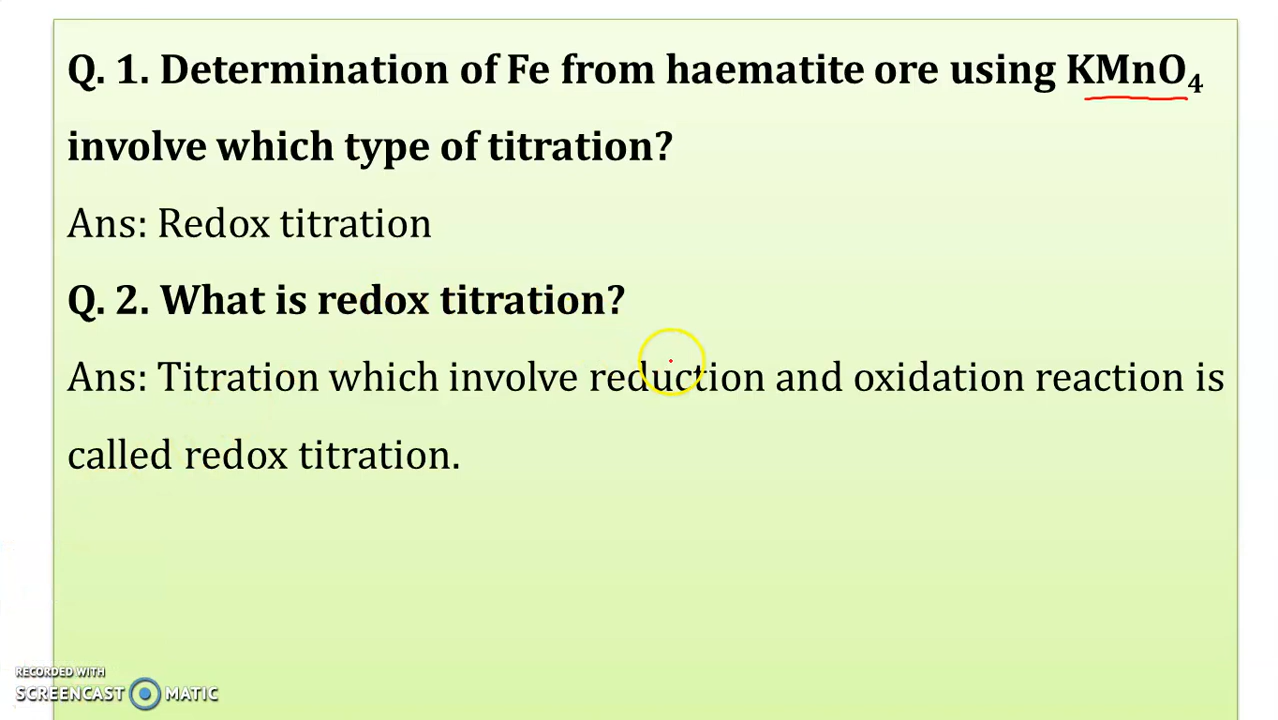 Q. 1. Determination of Fe from haematite ore using KMnO₄
involve which type of titration?
Ans: Redox titration
Q. 2. What is redox titration?
Ans: Titration which involve reduction and oxidation reaction is
called redox titration.
RECORDED WITH
SCREENCAST MATIC